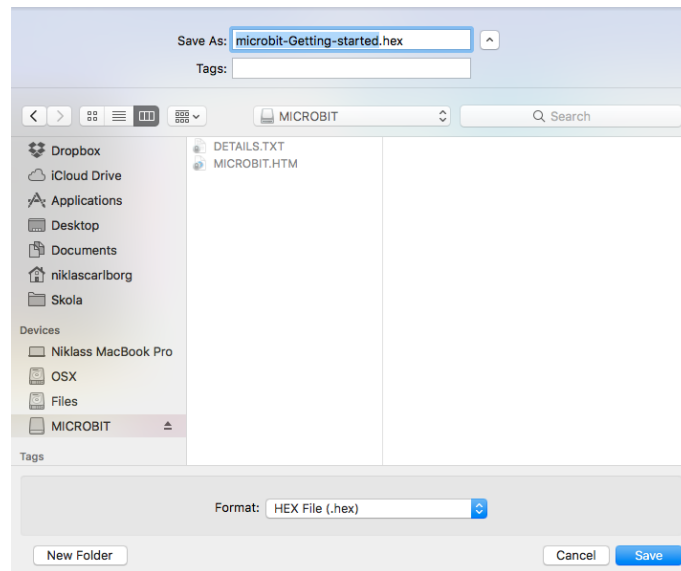 Save As: microbit-Getting-started.hex
Tags:
MICROBIT
Search
Dropbox
iCloud Drive
Applications
Desktop
Documents
niklascarlborg
Skola
Devices
Niklass MacBook Pro
OSX
Files
MICROBIT
Tags
DETAILS.TXT
MICROBIT.HTM
Format: HEX File (.hex)
New Folder
Cancel
Save